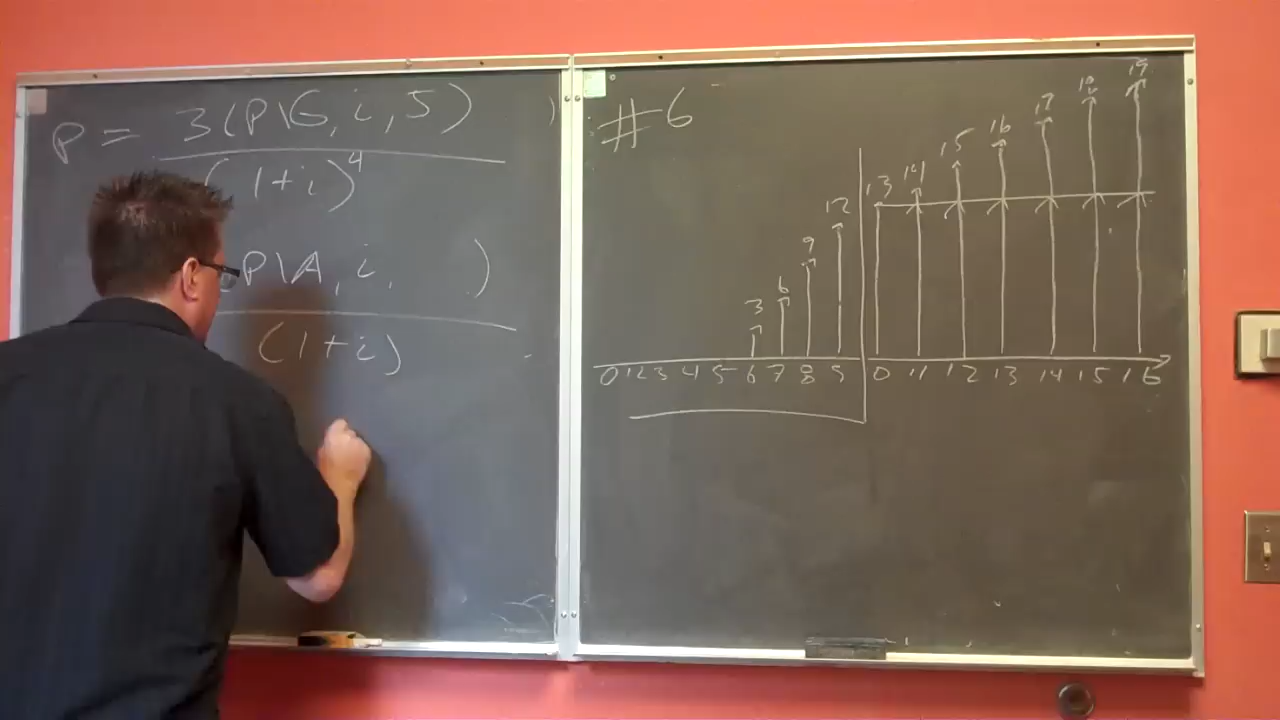 P = 3(P\G, i, 5)
(1+i)^4
P\A, i, )
(1+i)
#6
3 6 9 12 13 14 15 16 17 18 19
0 1 2 3 4 5 6 7 8 9 0 11 12 13 14 15 16